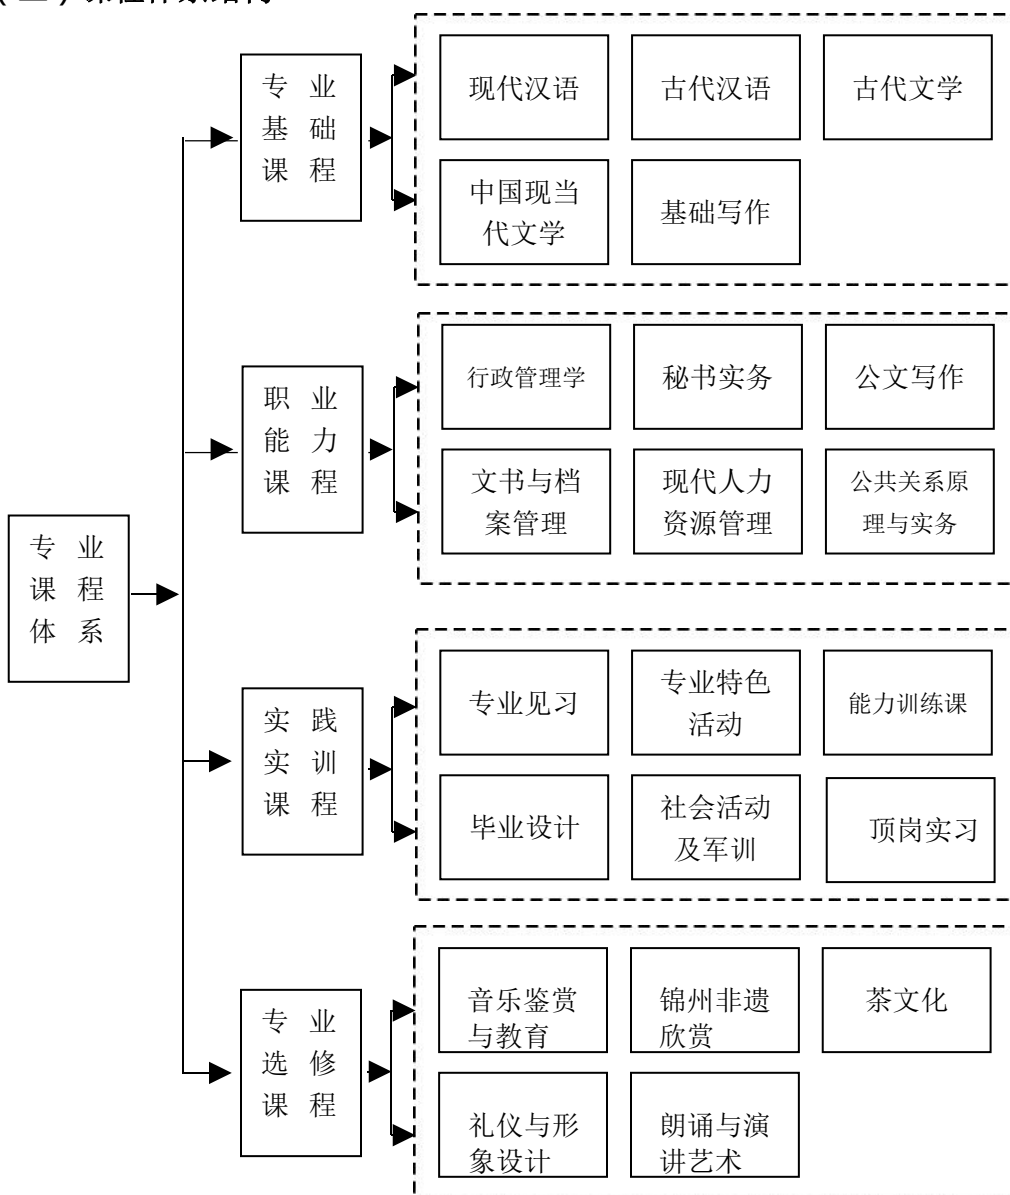 专业
基础
课程
现代汉语
古代汉语
古代文学
中国现当
代文学
基础写作
职业
能力
课程
行政管理学
秘书实务
公文写作
文书与档
案管理
现代人力
资源管理
公共关系原
理与实务
专业
课程
体系
实践
实训
课程
专业见习
专业特色
活动
能力训练课
毕业设计
社会活动
及军训
顶岗实习
专业
选修
课程
音乐鉴赏
与教育
锦州非遗
欣赏
茶文化
礼仪与形
象设计
朗诵与演
讲艺术